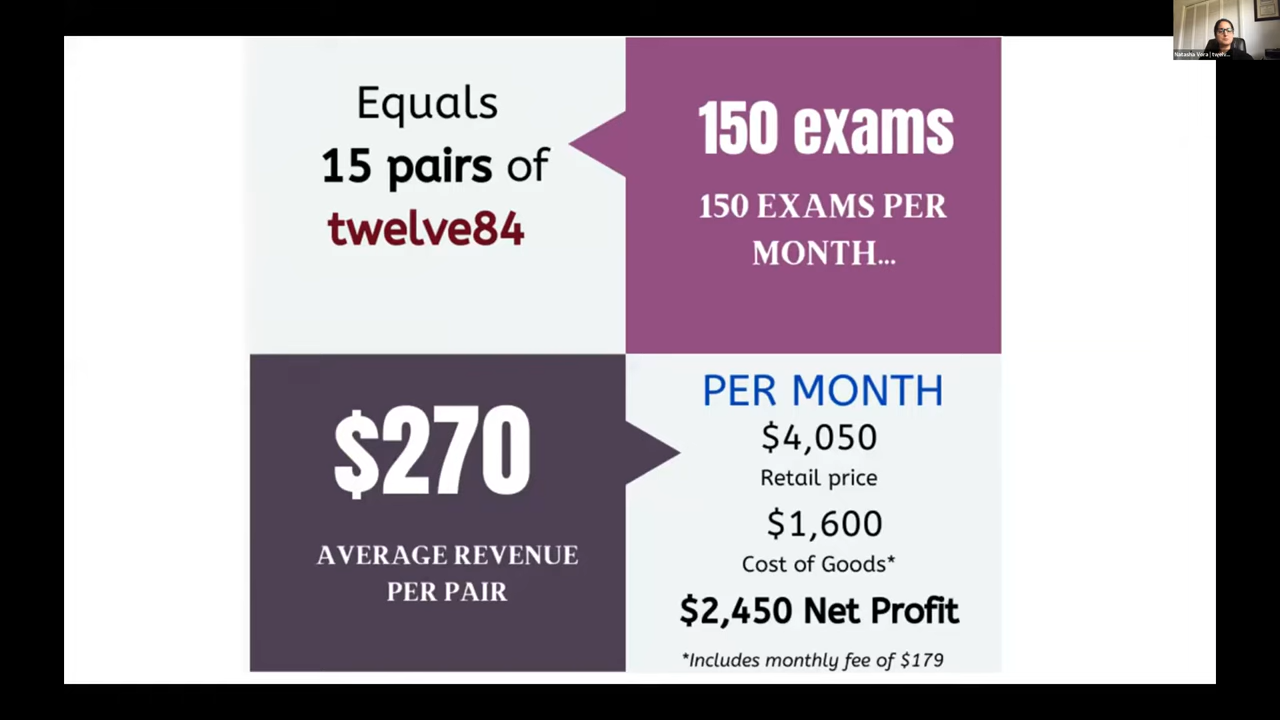 Equals
15 pairs of
twelve84
150 exams
150 EXAMS PER
MONTH...
$270
AVERAGE REVENUE
PER PAIR
PER MONTH
$4,050
Retail price
$1,600
Cost of Goods*
$2,450 Net Profit
*Includes monthly fee of $179